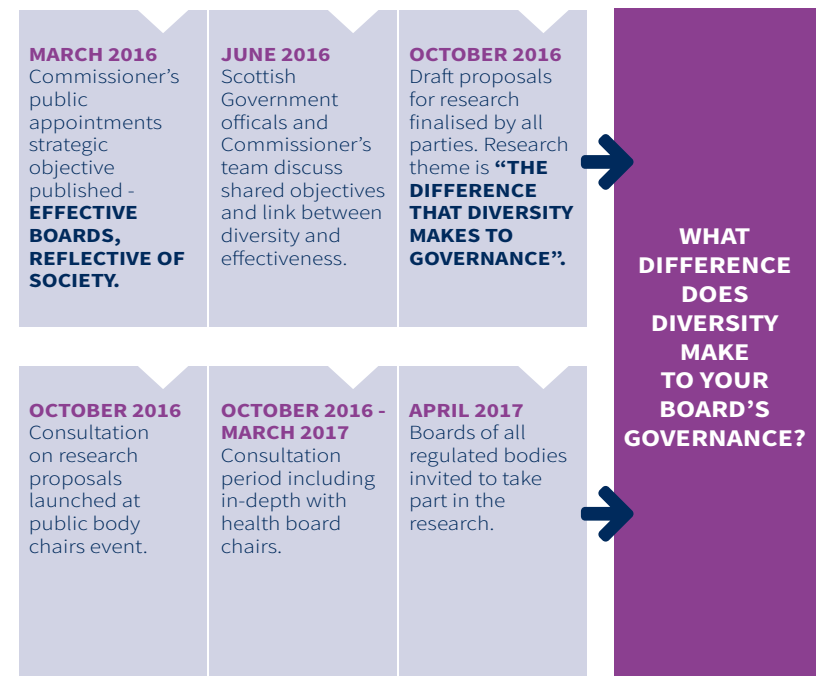 MARCH 2016
Commissioner's
public
appointments
strategic
objective
published -
EFFECTIVE
BOARDS,
REFLECTIVE OF
SOCIETY.
JUNE 2016
Scottish
Government
officals and
Commissioner's
team discuss
shared objectives
and link between
diversity and
effectiveness.
OCTOBER 2016
Draft proposals
for research
finalised by all
parties. Research
theme is “THE
DIFFERENCE
THAT DIVERSITY
MAKES TO
GOVERNANCE”.
OCTOBER 2016
Consultation
on research
proposals
launched at
public body
chairs event.
OCTOBER 2016 -
MARCH 2017
Consultation
period including
in-depth with
health board
chairs.
APRIL 2017
Boards of all
regulated bodies
invited to take
part in the
research.
WHAT
DIFFERENCE
DOES
DIVERSITY
MAKE
TO YOUR
BOARD'S
GOVERNANCE?